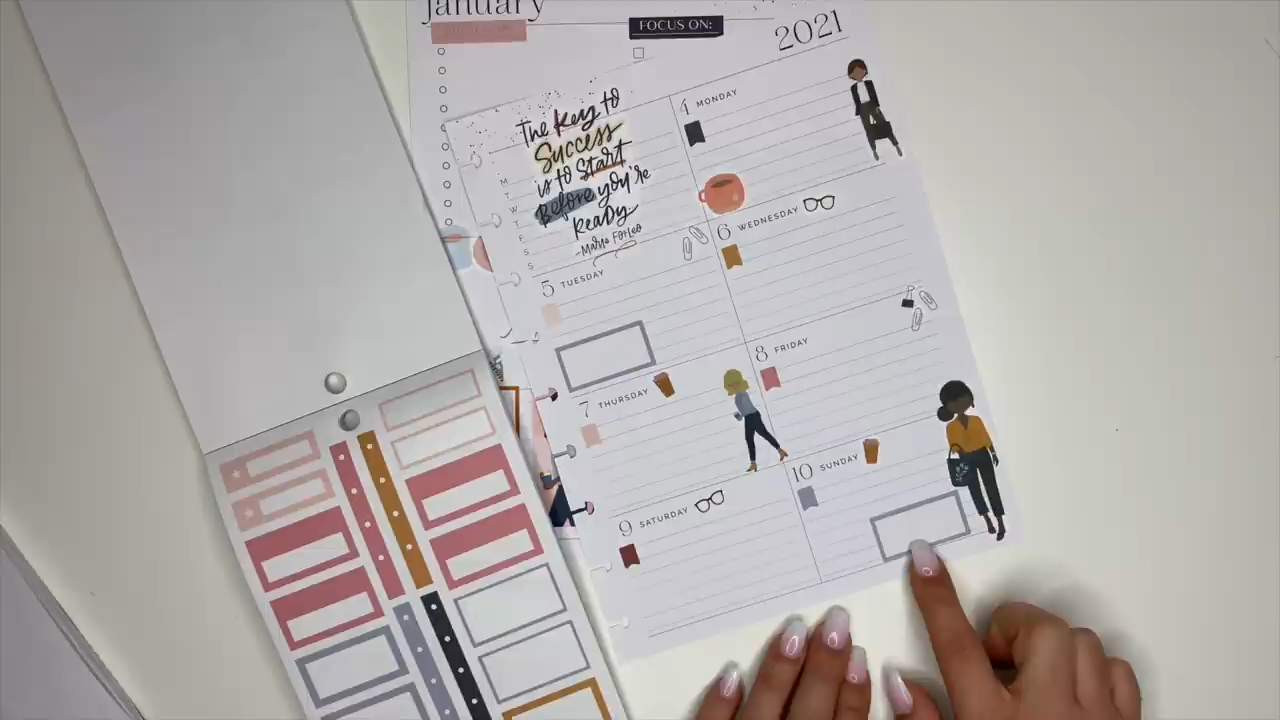 january
FOCUS ON:
2021
The Key to
Success
is to Start
Before you're
Ready
-Marie Forleo
M
T
W
T
F
S
S
4 MONDAY
5 TUESDAY
6 WEDNESDAY
7 THURSDAY
8 FRIDAY
9 SATURDAY
10 SUNDAY